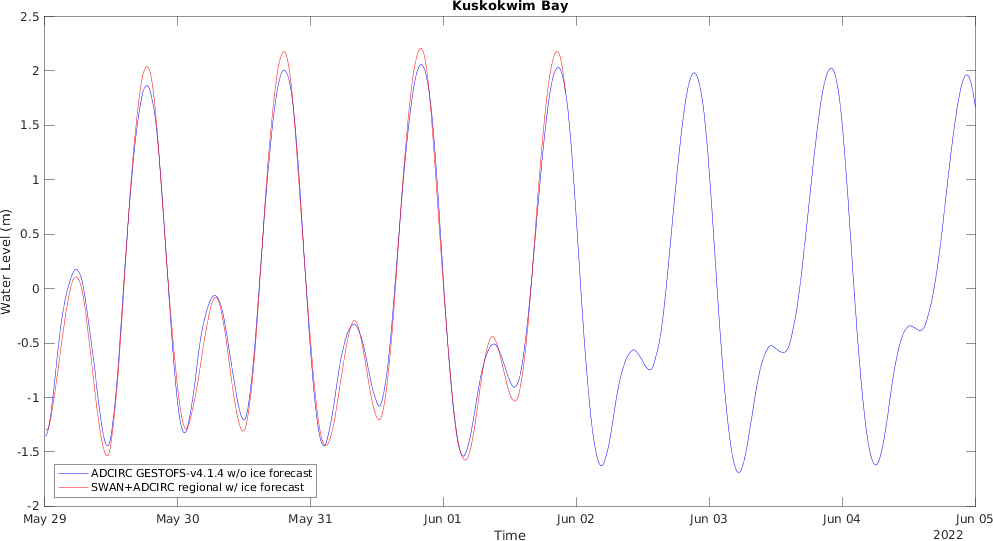 Kuskokwim Bay
2.5
2
1.5
1
0.5
0
-0.5
-1
-1.5
-2
Water Level (m)
ADCIRC GESTOFS-v4.1.4 w/o ice forecast
SWAN+ADCIRC regional w/ ice forecast
May 29 May 30 May 31 Jun 01 Jun 02 Jun 03 Jun 04 Jun 05
Time 2022